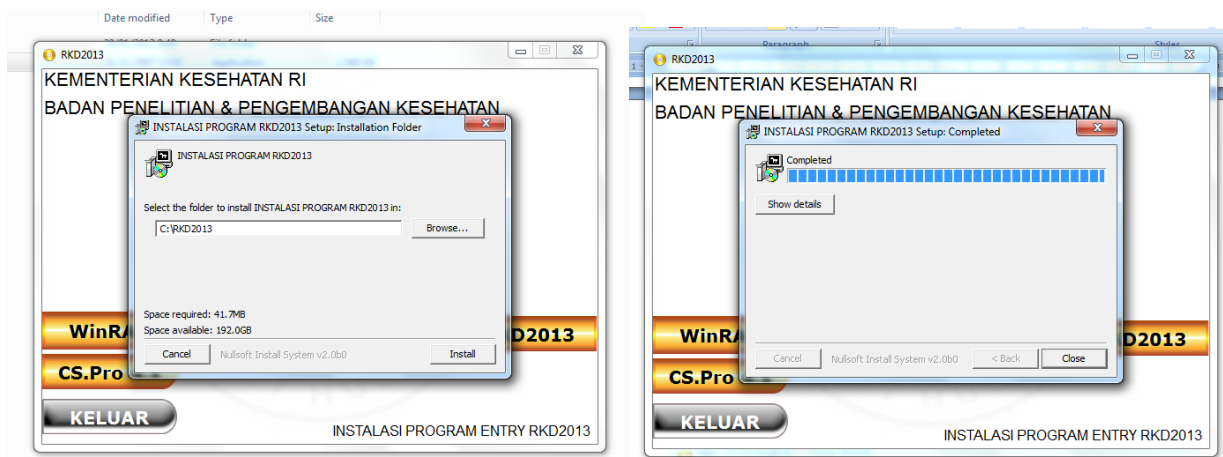 Date modified Type Size
RKD2013
KEMENTERIAN KESEHATAN RI
BADAN PENELITIAN & PENGEMBANGAN KESEHATAN
INSTALASI PROGRAM RKD2013 Setup: Installation Folder
INSTALASI PROGRAM RKD2013
Select the folder to install INSTALASI PROGRAM RKD2013 in:
C:\RKD2013 Browse...
Space required: 41.7MB
Space available: 192.0GB
Cancel Nullsoft Install System v2.0b0 Install
WinRA D2013
CS.Pro
KELUAR
INSTALASI PROGRAM ENTRY RKD2013
Paragraph Styles
RKD2013
KEMENTERIAN KESEHATAN RI
BADAN PENELITIAN & PENGEMBANGAN KESEHATAN
INSTALASI PROGRAM RKD2013 Setup: Completed
Completed
Show details
Cancel Nullsoft Install System v2.0b0 < Back Close
WinRA D2013
CS.Pro
KELUAR
INSTALASI PROGRAM ENTRY RKD2013